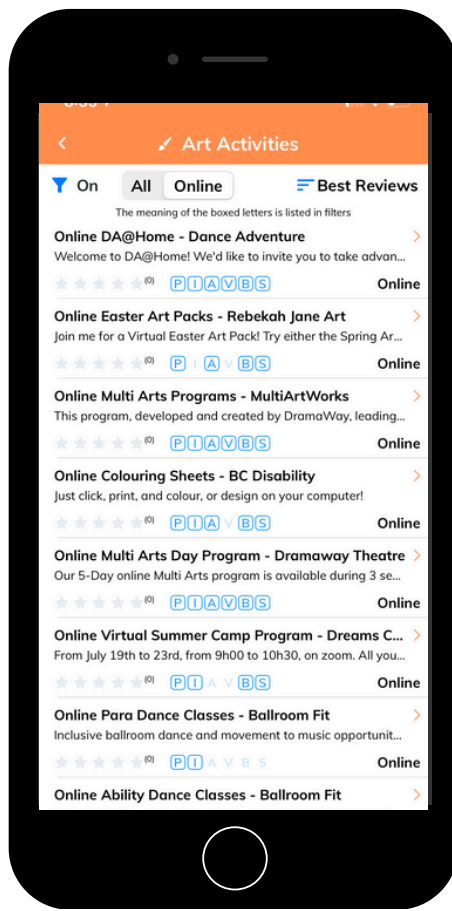 Art Activities
On All Online Best Reviews
The meaning of the boxed letters is listed in filters
Online DA@Home - Dance Adventure
Welcome to DA@Home! We'd like to invite you to take advan...
(0) P I A V B S Online
Online Easter Art Packs - Rebekah Jane Art
Join me for a Virtual Easter Art Pack! Try either the Spring Ar...
(0) P I A V B S Online
Online Multi Arts Programs - MultiArtWorks
This program, developed and created by DramaWay, leading...
(0) P I A V B S Online
Online Colouring Sheets - BC Disability
Just click, print, and colour, or design on your computer!
(0) P I A V B S Online
Online Multi Arts Day Program - Dramaway Theatre
Our 5-Day online Multi Arts program is available during 3 se...
(0) P I A V B S Online
Online Virtual Summer Camp Program - Dreams C...
From July 19th to 23rd, from 9h00 to 10h30, on zoom. All you...
(0) P I A V B S Online
Online Para Dance Classes - Ballroom Fit
Inclusive ballroom dance and movement to music opportunit...
(0) P I A V B S Online
Online Ability Dance Classes - Ballroom Fit